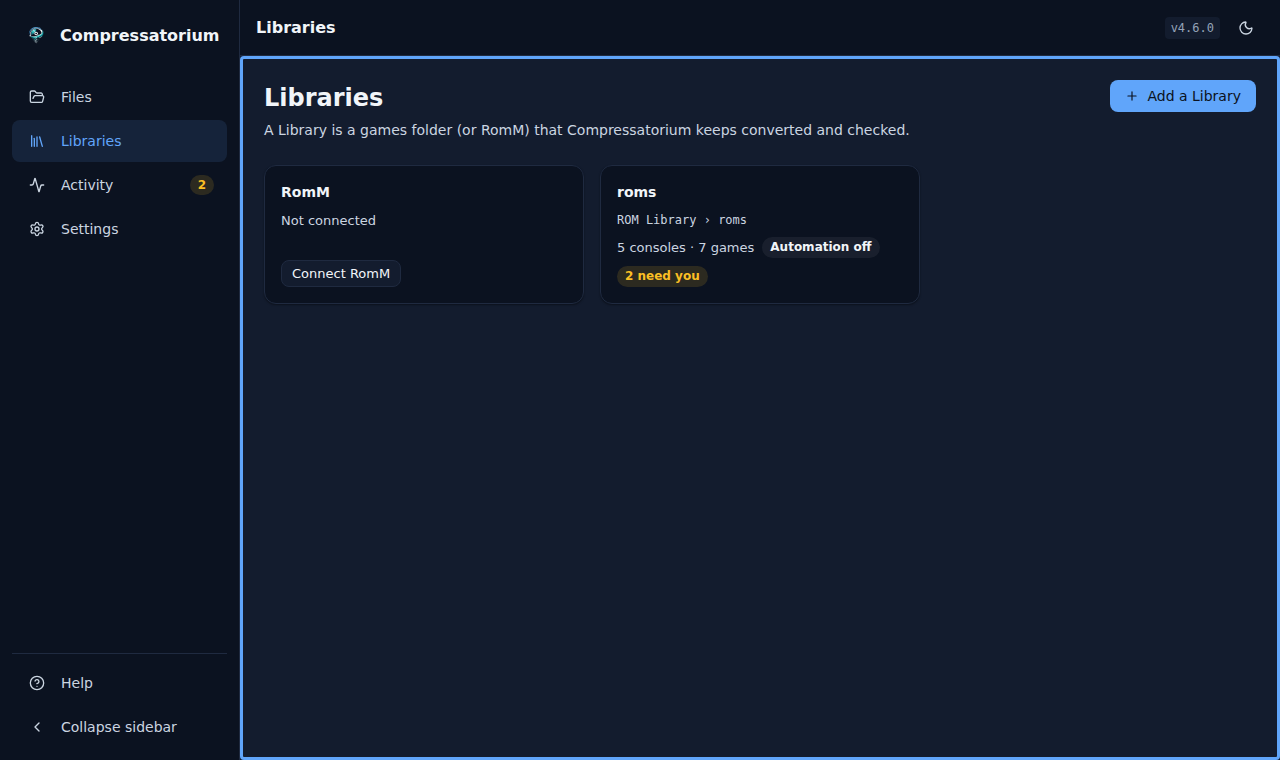 Compressatorium
Files
Libraries
Activity 2
Settings
Help
Collapse sidebar
Libraries
v4.6.0
Libraries
Add a Library
A Library is a games folder (or RomM) that Compressatorium keeps converted and checked.
RomM
Not connected
Connect RomM
roms
ROM Library › roms
5 consoles · 7 games Automation off
2 need you